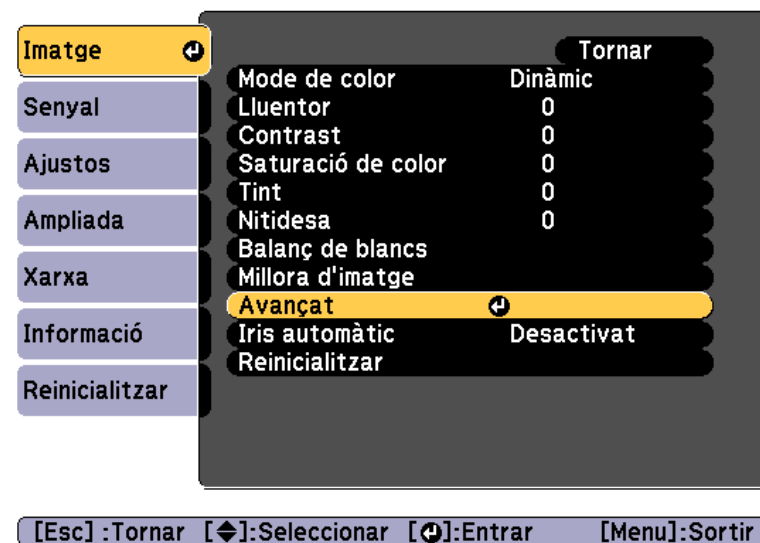 Imatge
Senyal
Ajustos
Ampliada
Xarxa
Informació
Reinicialitzar
Tornar
Mode de color Dinàmic
Lluentor 0
Contrast 0
Saturació de color 0
Tint 0
Nitidesa 0
Balanç de blancs
Millora d'imatge
Avançat
Iris automàtic Desactivat
Reinicialitzar
[Esc] :Tornar [◆]:Seleccionar [↵]:Entrar [Menu]:Sortir